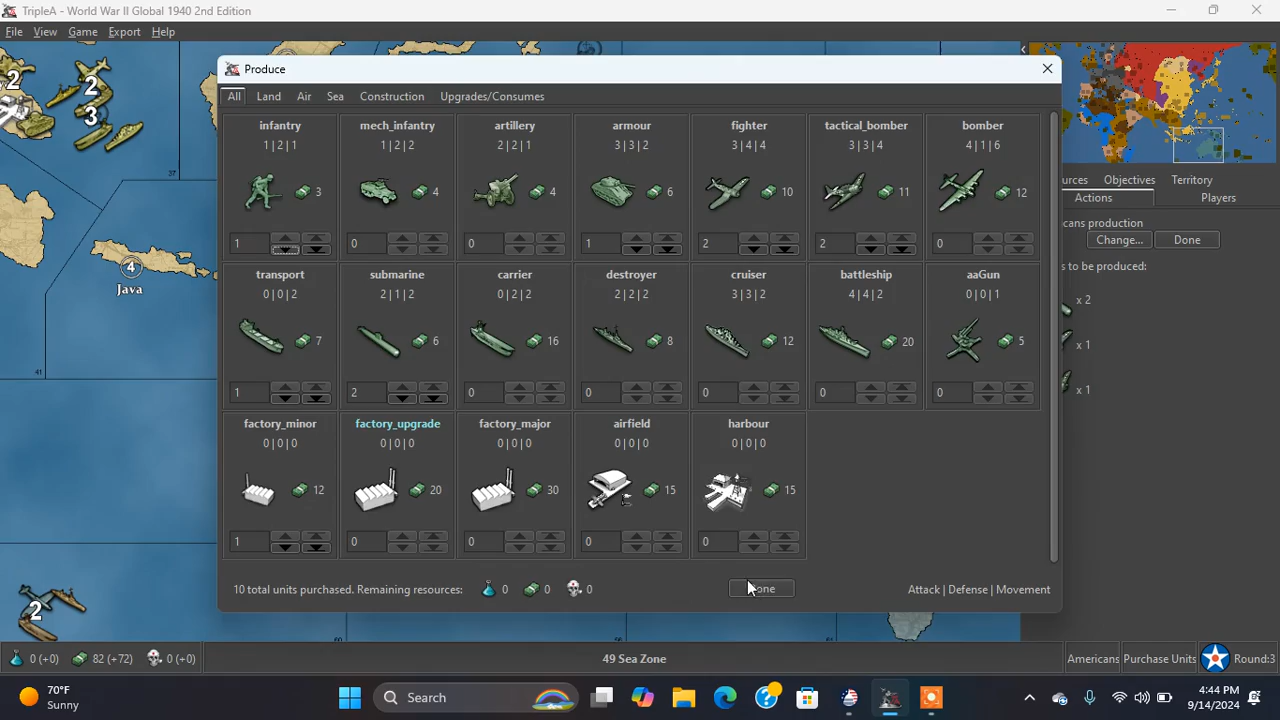 TripleA - World War II Global 1940 2nd Edition
File View Game Export Help
Produce
All Land Air Sea Construction Upgrades/Consumes
infantry mech_infantry artillery armour fighter tactical_bomber bomber
1|2|1 1|2|2 2|2|1 3|3|2 3|4|4 3|3|4 4|1|6
3 4 4 6 10 11 12
1 0 0 1 2 2 0
transport submarine carrier destroyer cruiser battleship aaGun
0|0|2 2|1|2 0|2|2 2|2|2 3|3|2 4|4|2 0|0|1
7 6 16 8 12 20 5
1 2 0 0 0 0 0
factory_minor factory_upgrade factory_major airfield harbour
0|0|0 0|0|0 0|0|0 0|0|0 0|0|0
12 20 30 15 15
1 0 0 0 0
10 total units purchased. Remaining resources: 0 0 0
one
Attack | Defense | Movement
2
2
3
37
4
Java
41
2
urces Objectives Territory
Actions Players
cans production
Change... Done
s to be produced:
x 2
x 1
x 1
0 (+0) 82 (+72) 0 (+0)
49 Sea Zone
Americans Purchase Units Round:3
70°F
Sunny
Search
4:44 PM
9/14/2024